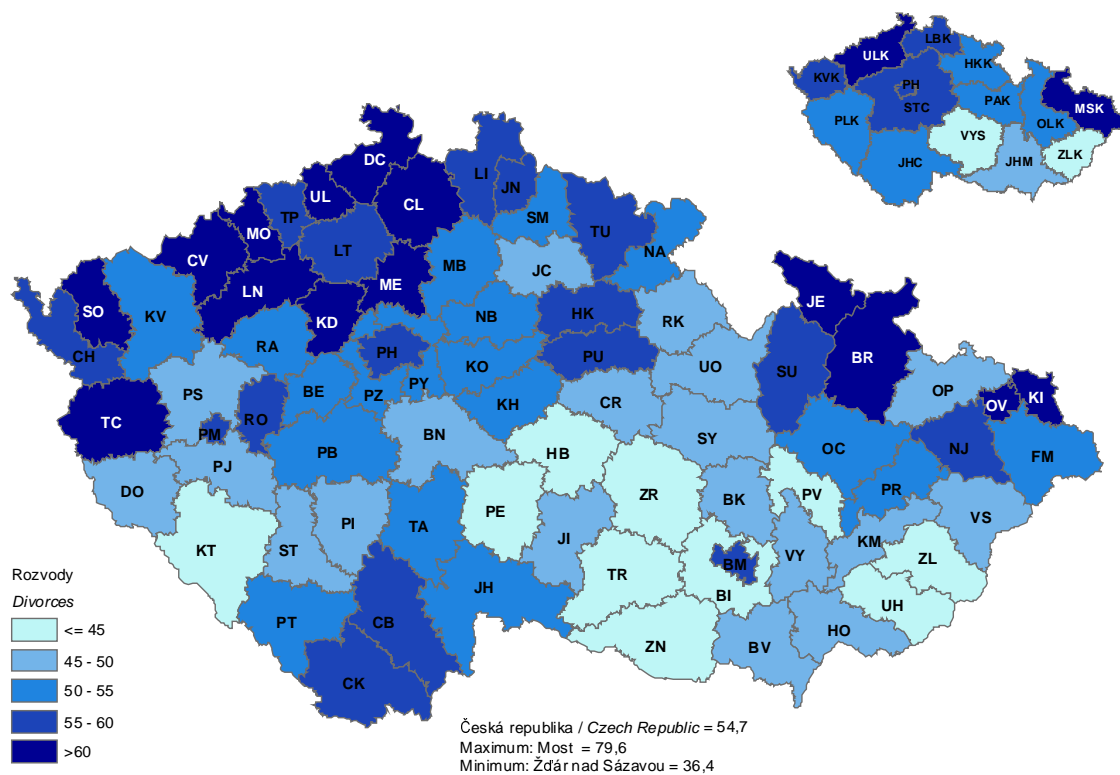 ULK
LBK
HKK
KVK
PH
STC
PAK
MSK
PLK
OLK
VYS
ZLK
JHC
JHM
DC
LI
JN
UL
CL
SM
TP
TU
MO
LT
NA
CV
MB
JC
ME
LN
SO
KV
KD
NB
HK
RK
JE
RA
PH
PU
UO
BR
CH
KO
SU
PS
BE
PZ
PY
OP
KI
OV
TC
RO
KH
CR
PM
BN
SY
OC
NJ
FM
PB
HB
PJ
DO
ZR
BK
PV
PR
PE
VS
KT
ST
PI
TA
JI
VY
KM
ZL
TR
BM
BI
JH
UH
PT
CB
HO
ZN
BV
CK
Rozvody
Divorces
<= 45
45 - 50
50 - 55
55 - 60
>60
Česká republika / Czech Republic = 54,7
Maximum: Most = 79,6
Minimum: Žďár nad Sázavou = 36,4